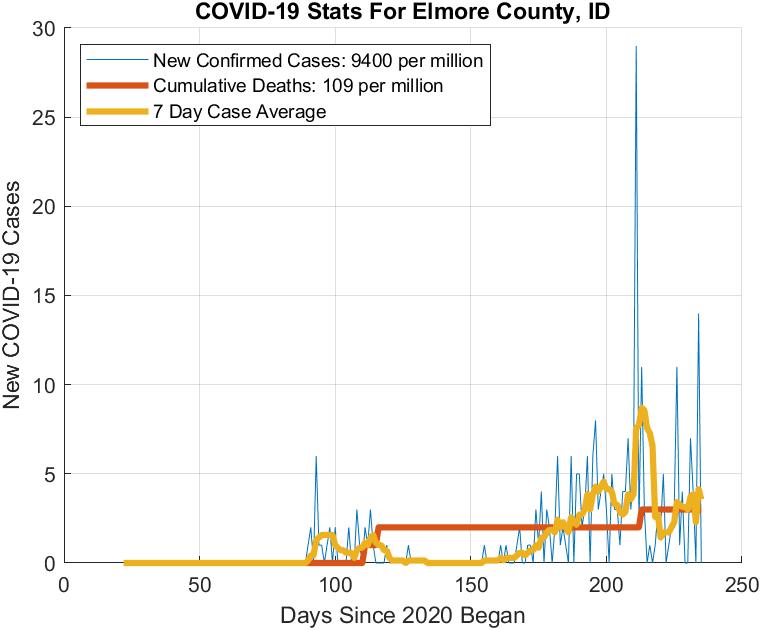 COVID-19 Stats For Elmore County, ID
30
New Confirmed Cases: 9400 per million
Cumulative Deaths: 109 per million
7 Day Case Average
25
20
15
10
5
0
New COVID-19 Cases
0 50 100 150 200 250
Days Since 2020 Began